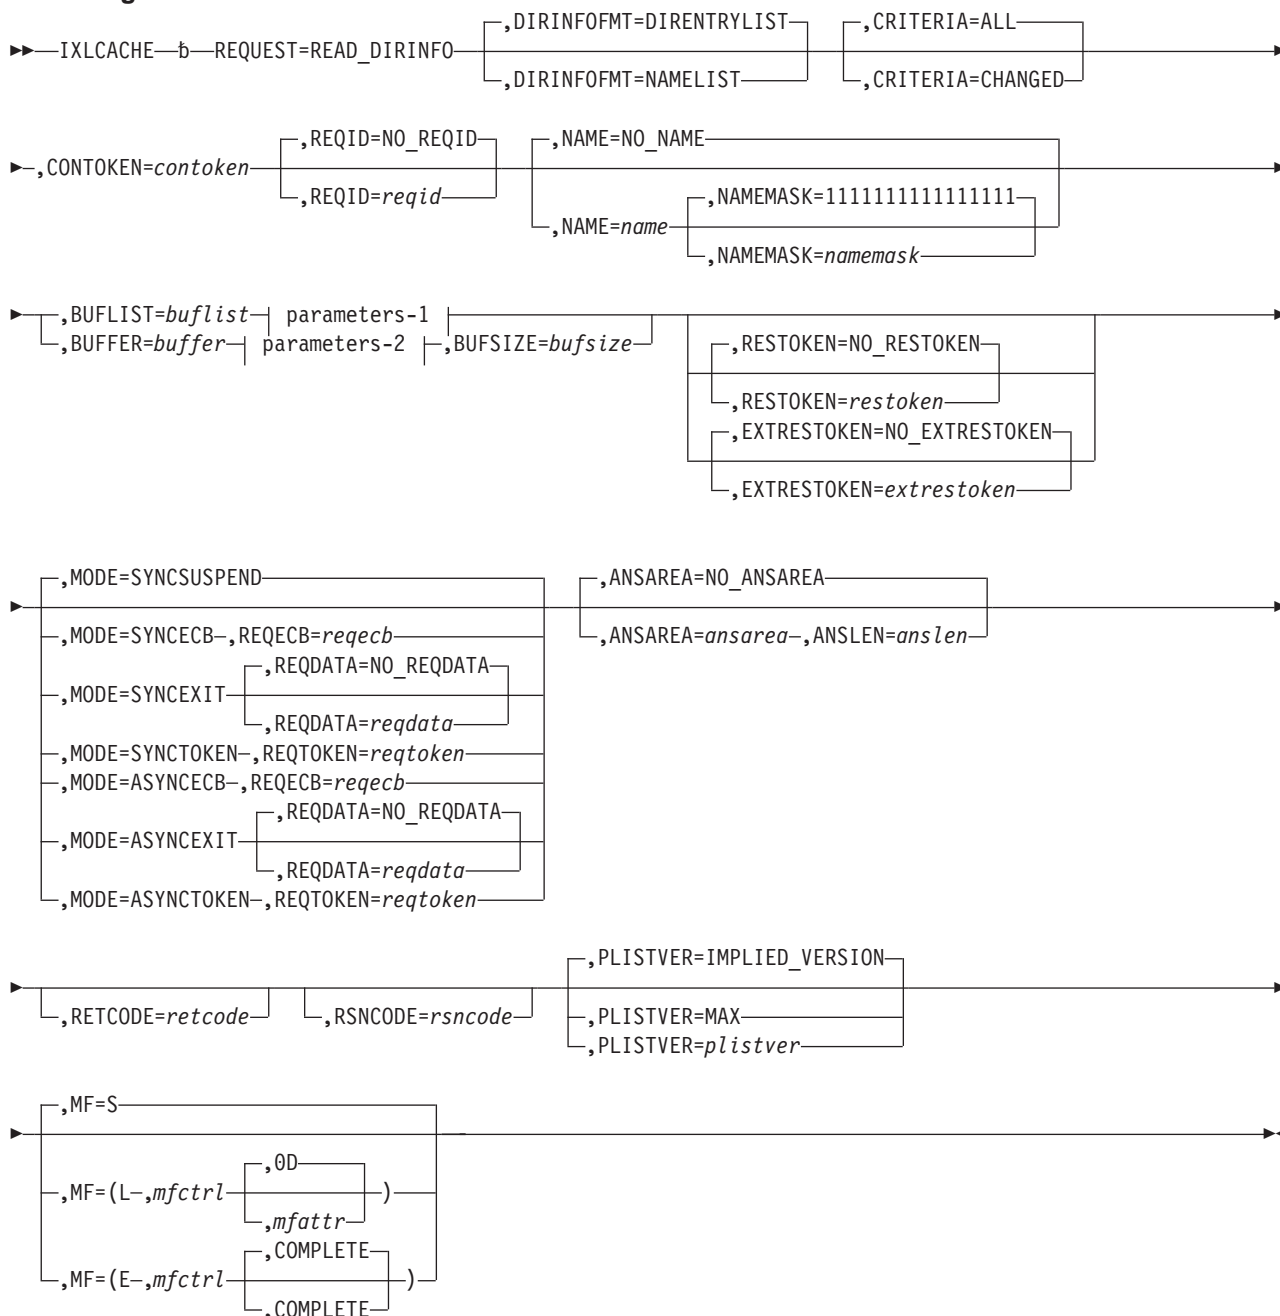 ,DIRINFOFMT=DIRENTRYLIST ,CRITERIA=ALL
IXLCACHE ƀ REQUEST=READ_DIRINFO
,DIRINFOFMT=NAMELIST ,CRITERIA=CHANGED
,REQID=NO_REQID ,NAME=NO_NAME
,CONTOKEN=contoken
,REQID=reqid ,NAMEMASK=1111111111111111
,NAME=name
,NAMEMASK=namemask
,BUFLIST=buflist parameters-1
,BUFFER=buffer parameters-2 ,BUFSIZE=bufsize
,RESTOKEN=NO_RESTOKEN
,RESTOKEN=restoken
,EXTRESTOKEN=NO_EXTRESTOKEN
,EXTRESTOKEN=extrestoken
,MODE=SYNCSUSPEND ,ANSAREA=NO_ANSAREA
,MODE=SYNCECB ,REQECB=reqecb ,ANSAREA=ansarea ,ANSLEN=anslen
,REQDATA=NO_REQDATA
,MODE=SYNCEXIT
,REQDATA=reqdata
,MODE=SYNCTOKEN ,REQTOKEN=reqtoken
,MODE=ASYNCECB ,REQECB=reqecb
,REQDATA=NO_REQDATA
,MODE=ASYNCEXIT
,REQDATA=reqdata
,MODE=ASYNCTOKEN ,REQTOKEN=reqtoken
,PLISTVER=IMPLIED_VERSION
,RETCODE=retcode ,RSNCODE=rsncode ,PLISTVER=MAX
,PLISTVER=plistver
,MF=S
,0D
,MF=(L ,mfctrl )
,mfattr
,COMPLETE
,MF=(E ,mfctrl )
,COMPLETE